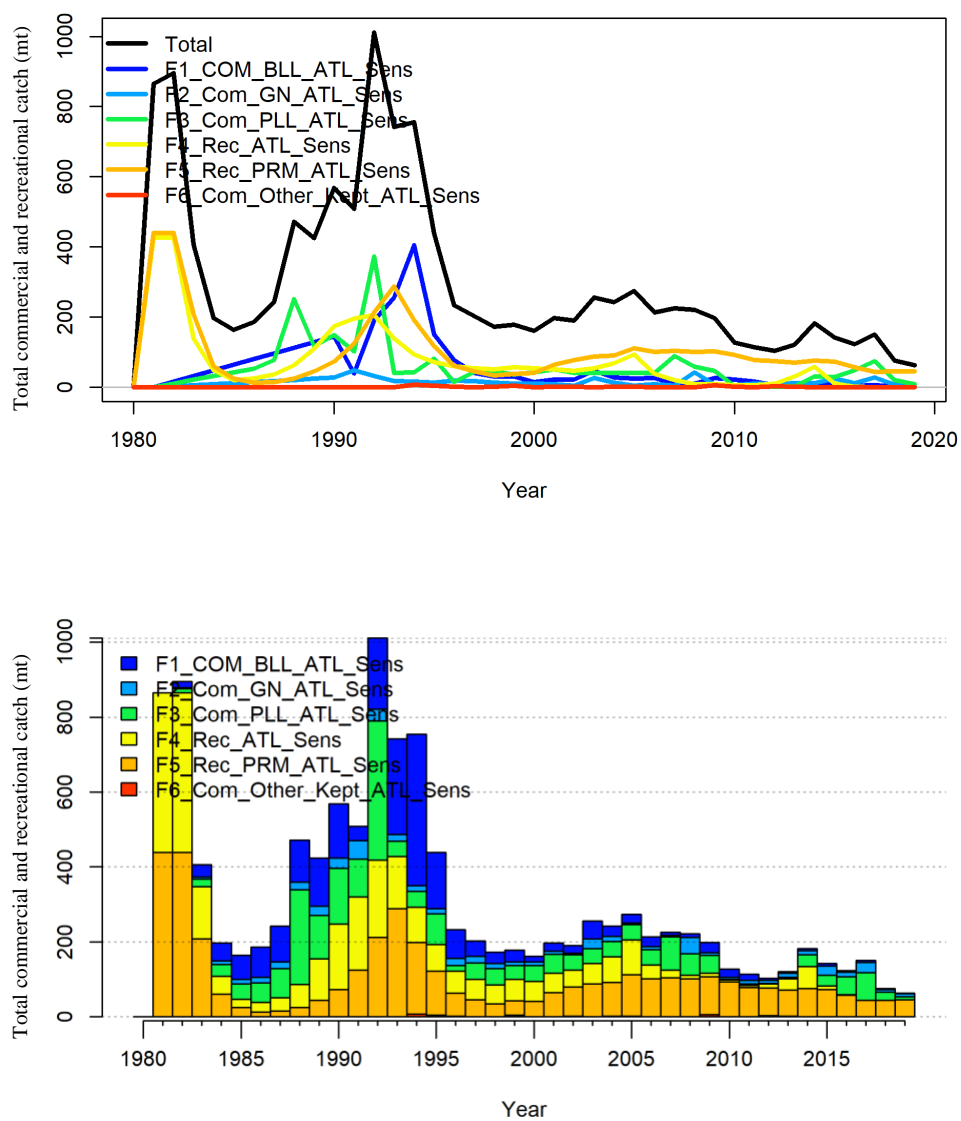 Total commercial and recreational catch (mt)
1000
800
600
400
200
0
Total
F1_COM_BLL_ATL_Sens
F2_Com_GN_ATL_Sens
F3_Com_PLL_ATL_Sens
F4_Rec_ATL_Sens
F5_Rec_PRM_ATL_Sens
F6_Com_Other_Kept_ATL_Sens
1980 1990 2000 2010 2020
Year
Total commercial and recreational catch (mt)
1000
800
600
400
200
0
F1_COM_BLL_ATL_Sens
F2_Com_GN_ATL_Sens
F3_Com_PLL_ATL_Sens
F4_Rec_ATL_Sens
F5_Rec_PRM_ATL_Sens
F6_Com_Other_Kept_ATL_Sens
1980 1985 1990 1995 2000 2005 2010 2015
Year